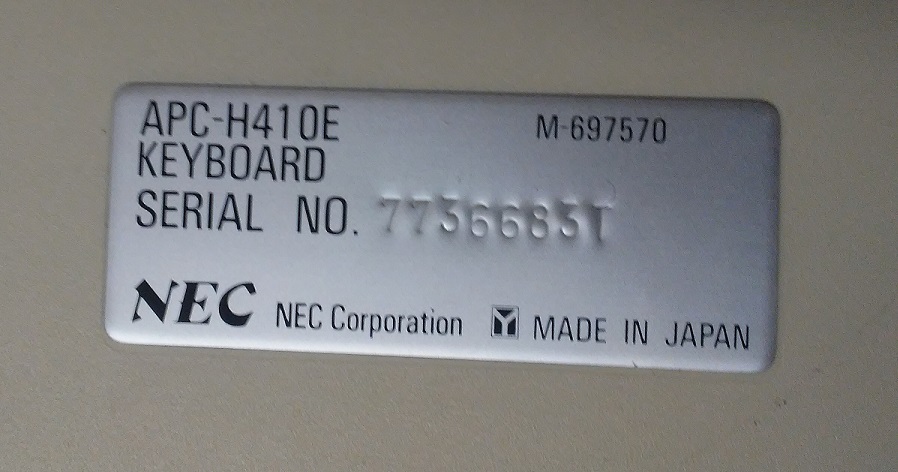 APC-H410E M-697570
KEYBOARD
SERIAL NO. 7736683T
NEC NEC Corporation Y MADE IN JAPAN